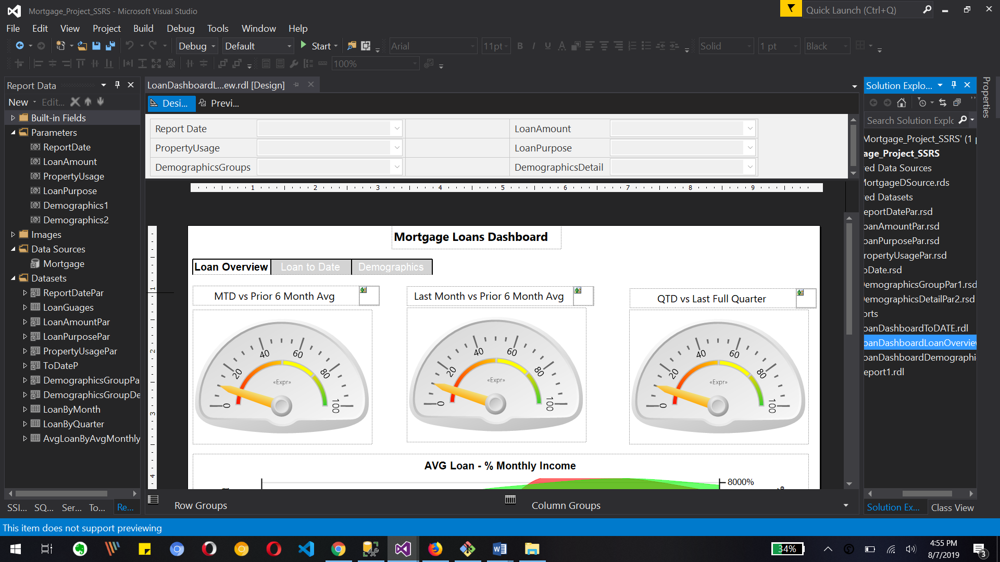 Mortgage_Project_SSRS - Microsoft Visual Studio
Quick Launch (Ctrl+Q)
File Edit View Project Build Debug Tools Window Help
Debug Default Start Arial 11pt B I U A Solid 1 pt Black
100%
Report Data
New Edit...
Built-in Fields
Parameters
ReportDate
LoanAmount
PropertyUsage
LoanPurpose
Demographics1
Demographics2
Images
Data Sources
Mortgage
Datasets
ReportDatePar
LoanGuages
LoanAmountPar
LoanPurposePar
PropertyUsagePar
ToDateP
DemographicsGroupPa
DemographicsGroupDe
LoanByMonth
LoanByQuarter
AvgLoanByAvgMonthly
SSI... SQ... Ser... To... Re...
LoanDashboardL...ew.rdl [Design]
Desi... Previ...
Report Date LoanAmount
PropertyUsage LoanPurpose
DemographicsGroups DemographicsDetail
1 2 3 4 5 6 7 8 9
1
2
3
4
Mortgage Loans Dashboard
Loan Overview Loan to Date Demographics
MTD vs Prior 6 Month Avg
0 20 40 60 80 100
«Expr»
Last Month vs Prior 6 Month Avg
0 20 40 60 80 100
«Expr»
QTD vs Last Full Quarter
0 20 40 60 80 100
«Expr»
AVG Loan - % Monthly Income
8000%
Row Groups Column Groups
Solution Explo...
Search Solution Explc
Mortgage_Project_SSRS' (1 p
age_Project_SSRS
red Data Sources
MortgageDSource.rds
red Datasets
eportDatePar.rsd
oanAmountPar.rsd
oanPurposePar.rsd
ropertyUsagePar.rsd
oDate.rsd
DemographicsGroupPar1.rsd
DemographicsDetailPar2.rsd
orts
oanDashboardToDATE.rdl
oanDashboardLoanOverview
oanDashboardDemographi
eport1.rdl
Solution Ex... Class View
Properties
This item does not support previewing
34%
4:55 PM
8/7/2019
3